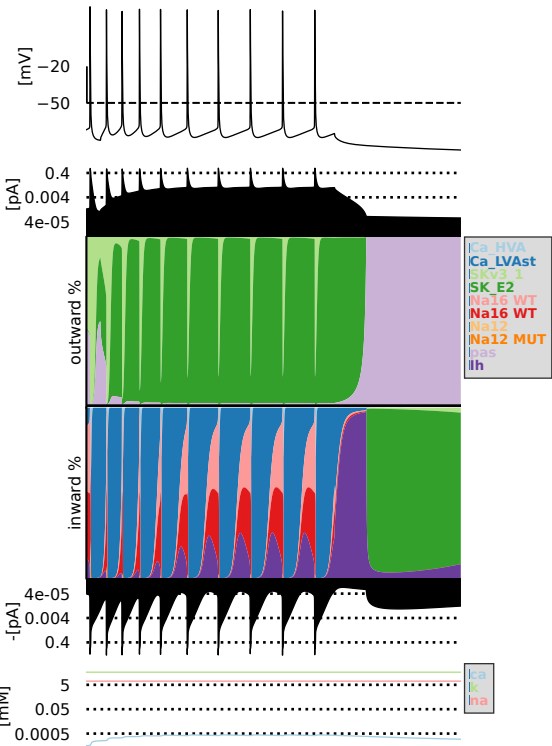 [mV]
−20
−50
[pA]
0.4
0.004
4e-05
outward %
Ca_HVA
Ca_LVAst
SKv3_1
SK_E2
Na16 WT
Na16 WT
Na12
Na12 MUT
pas
Ih
inward %
-[pA]
4e-05
0.004
0.4
[mM]
5
0.05
0.0005
ca
k
na